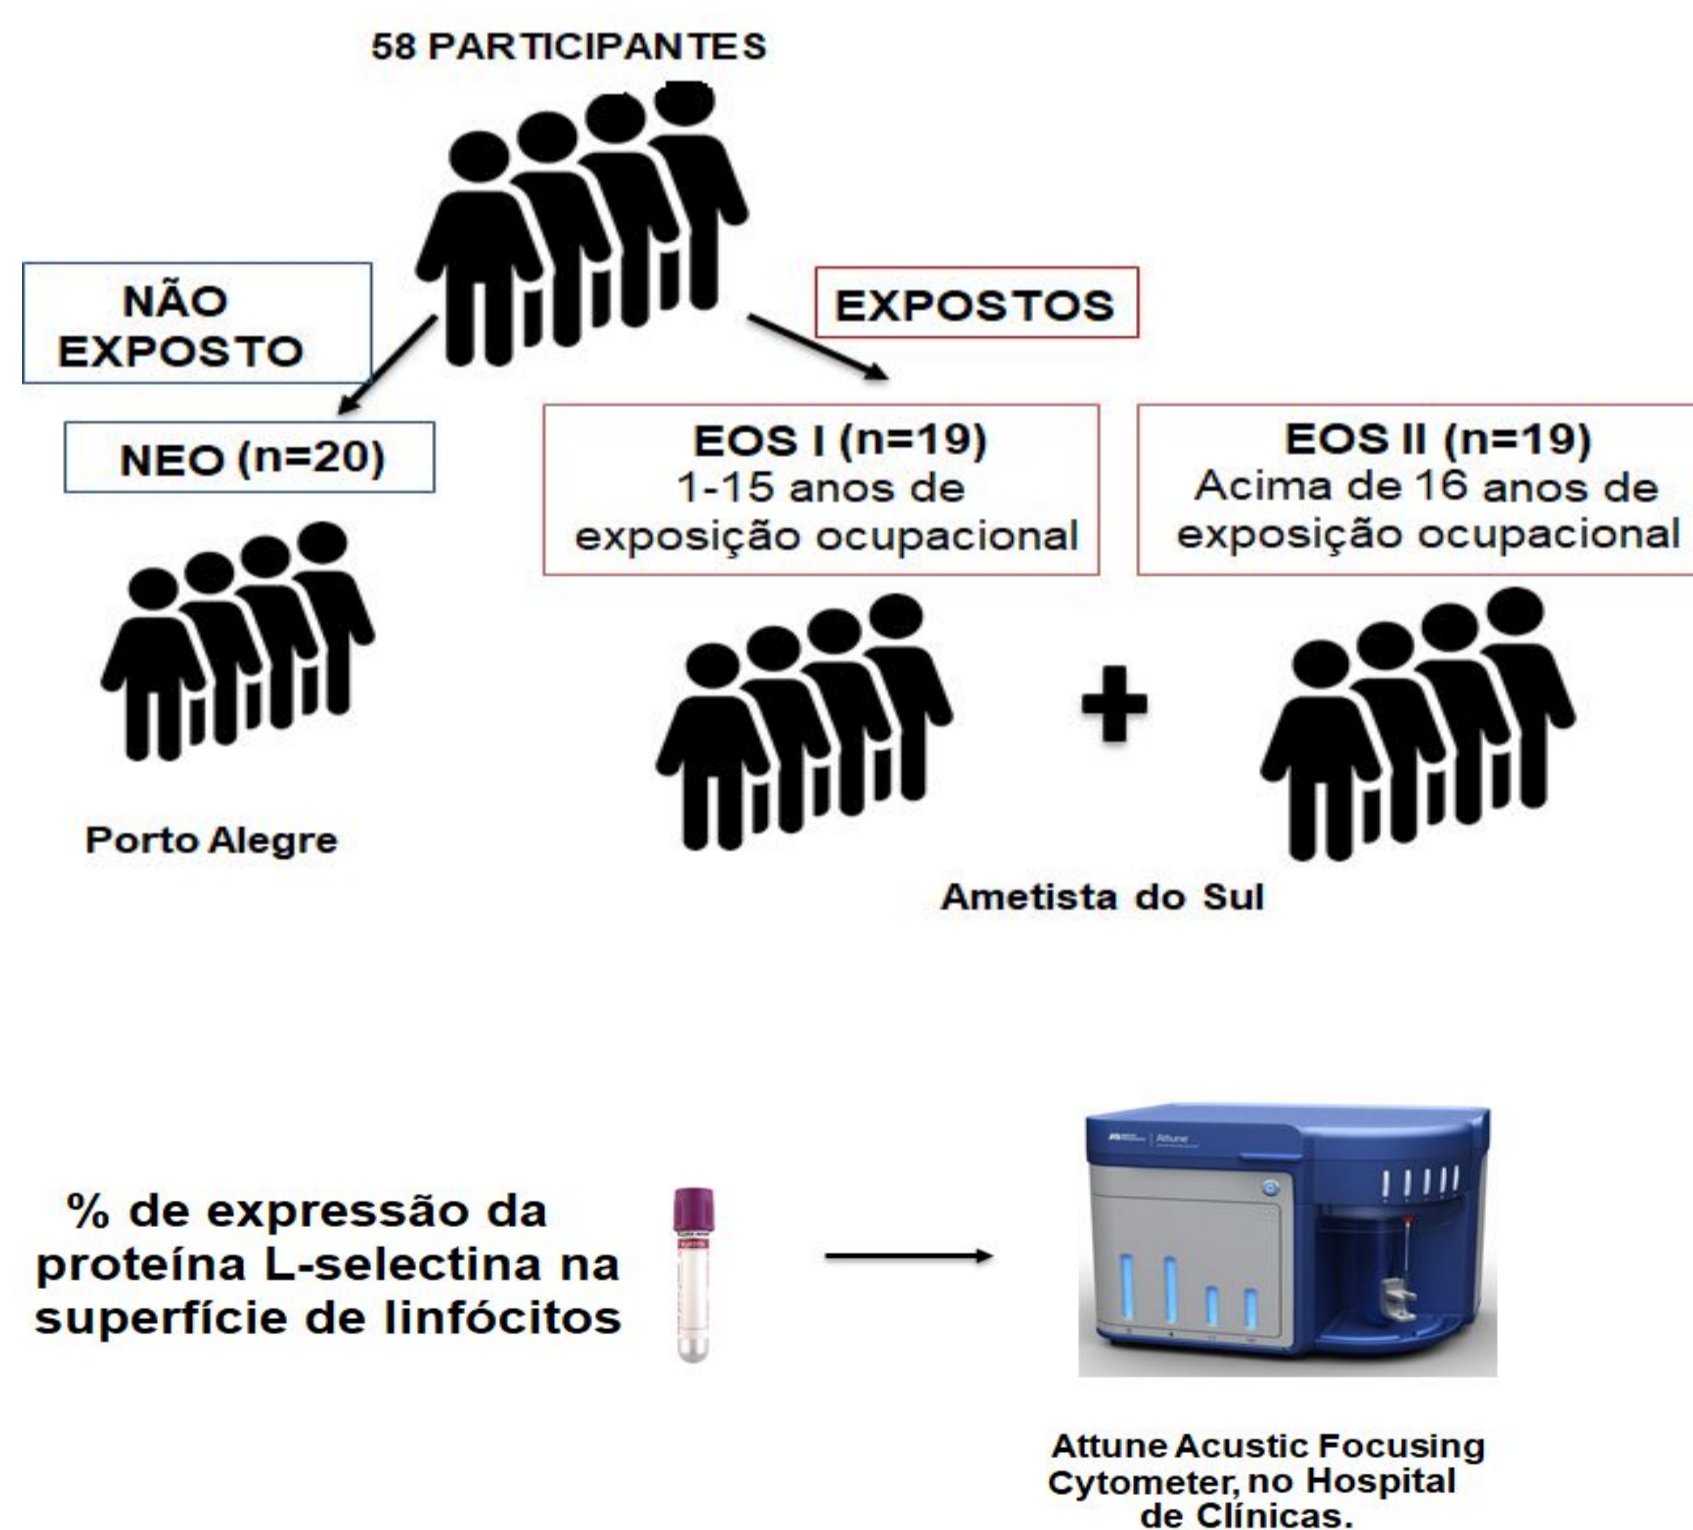 58 PARTICIPANTES
NÃO
EXPOSTO
EXPOSTOS
NEO (n=20)
EOS I (n=19)
1-15 anos de
exposição ocupacional
EOS II (n=19)
Acima de 16 anos de
exposição ocupacional
Porto Alegre
Ametista do Sul
% de expressão da
proteína L-selectina na
superfície de linfócitos
Attune
Attune Acustic Focusing
Cytometer, no Hospital
de Clínicas.